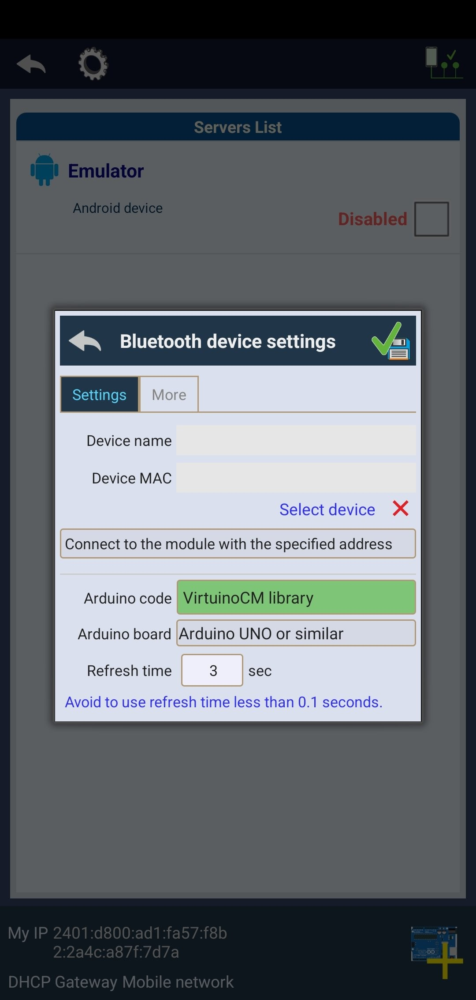 Servers List
Emulator
Android device
Disabled
Bluetooth device settings
Settings
More
Device name
Device MAC
Select device
Connect to the module with the specified address
Arduino code
VirtuinoCM library
Arduino board
Arduino UNO or similar
Refresh time
3
sec
Avoid to use refresh time less than 0.1 seconds.
My IP 2401:d800:ad1:fa57:f8b
2:2a4c:a87f:7d7a
DHCP Gateway Mobile network